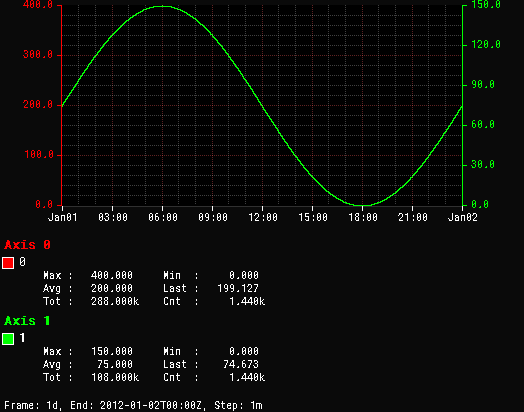 400.0 150.0
120.0
300.0
90.0
200.0
60.0
100.0
30.0
0.0 0.0
Jan01 03:00 06:00 09:00 12:00 15:00 18:00 21:00 Jan02
Axis 0
0
Max : 400.000 Min : 0.000
Avg : 200.000 Last : 199.127
Tot : 288.000k Cnt : 1.440k
Axis 1
1
Max : 150.000 Min : 0.000
Avg : 75.000 Last : 74.673
Tot : 108.000k Cnt : 1.440k
Frame: 1d, End: 2012-01-02T00:00Z, Step: 1m